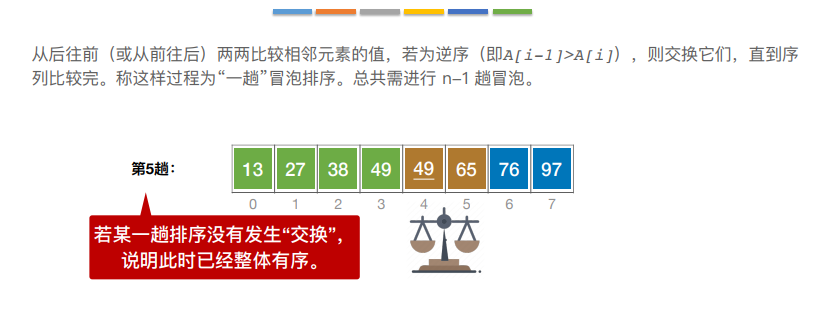 从后往前（或从前往后）两两比较相邻元素的值，若为逆序（即A[i-1]>A[i]），则交换它们，直到序
列比较完。称这样过程为“一趟”冒泡排序。总共需进行 n-1 趟冒泡。
第5趟： 13 27 38 49 49 65 76 97
0 1 2 3 4 5 6 7
若某一趟排序没有发生“交换”，
说明此时已经整体有序。